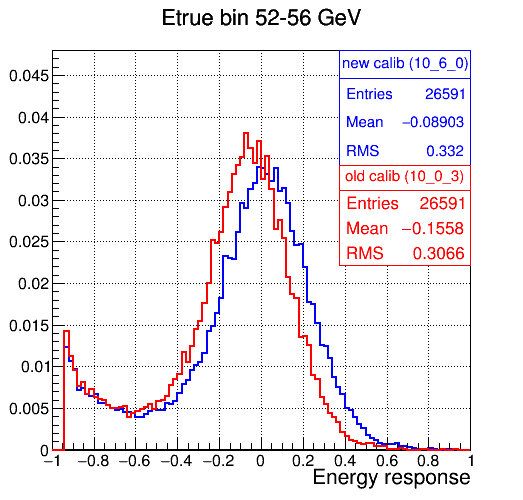 Etrue bin 52-56 GeV
new calib (10_6_0)
Entries 26591
Mean −0.08903
RMS 0.332
old calib (10_0_3)
Entries 26591
Mean −0.1558
RMS 0.3066
0.045
0.04
0.035
0.03
0.025
0.02
0.015
0.01
0.005
0
−1 −0.8 −0.6 −0.4 −0.2 0 0.2 0.4 0.6 0.8 1
Energy response